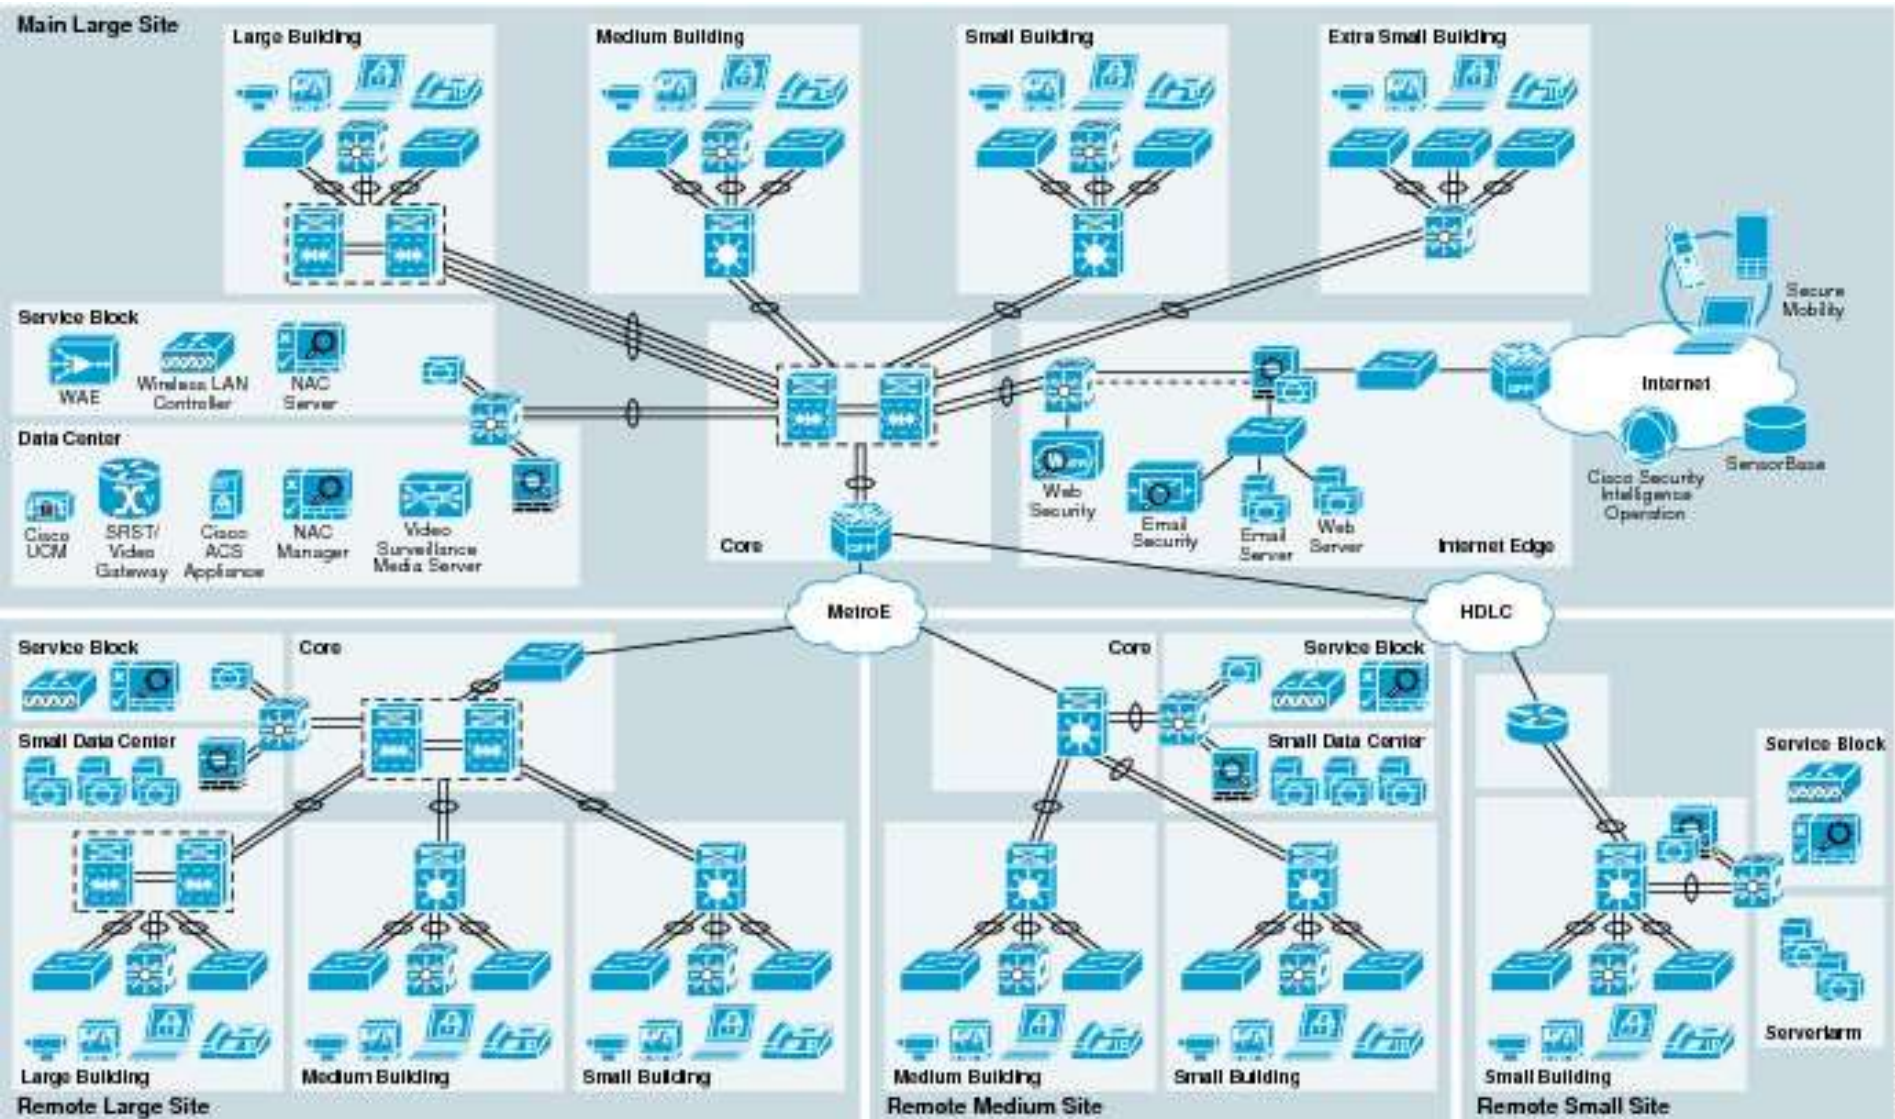 Main Large Site
Large Building
Medium Building
Small Building
Extra Small Building
Service Block
WAE
Wireless LAN
Controller
NAC
Server
Data Center
Cisco
UCM
SRST/
Video
Gateway
Cisco
ACS
Appliance
NAC
Manager
Video
Surveillance
Media Server
Core
Web
Security
Email
Security
Email
Server
Web
Server
Internet Edge
Secure
Mobility
Internet
Cisco Security
Intelligence
Operation
SensorBase
MetroE
HDLC
Service Block
Core
Small Data Center
Large Building
Medium Building
Small Building
Remote Large Site
Core
Service Block
Small Data Center
Medium Building
Small Building
Remote Medium Site
Service Block
Serverfarm
Small Building
Remote Small Site